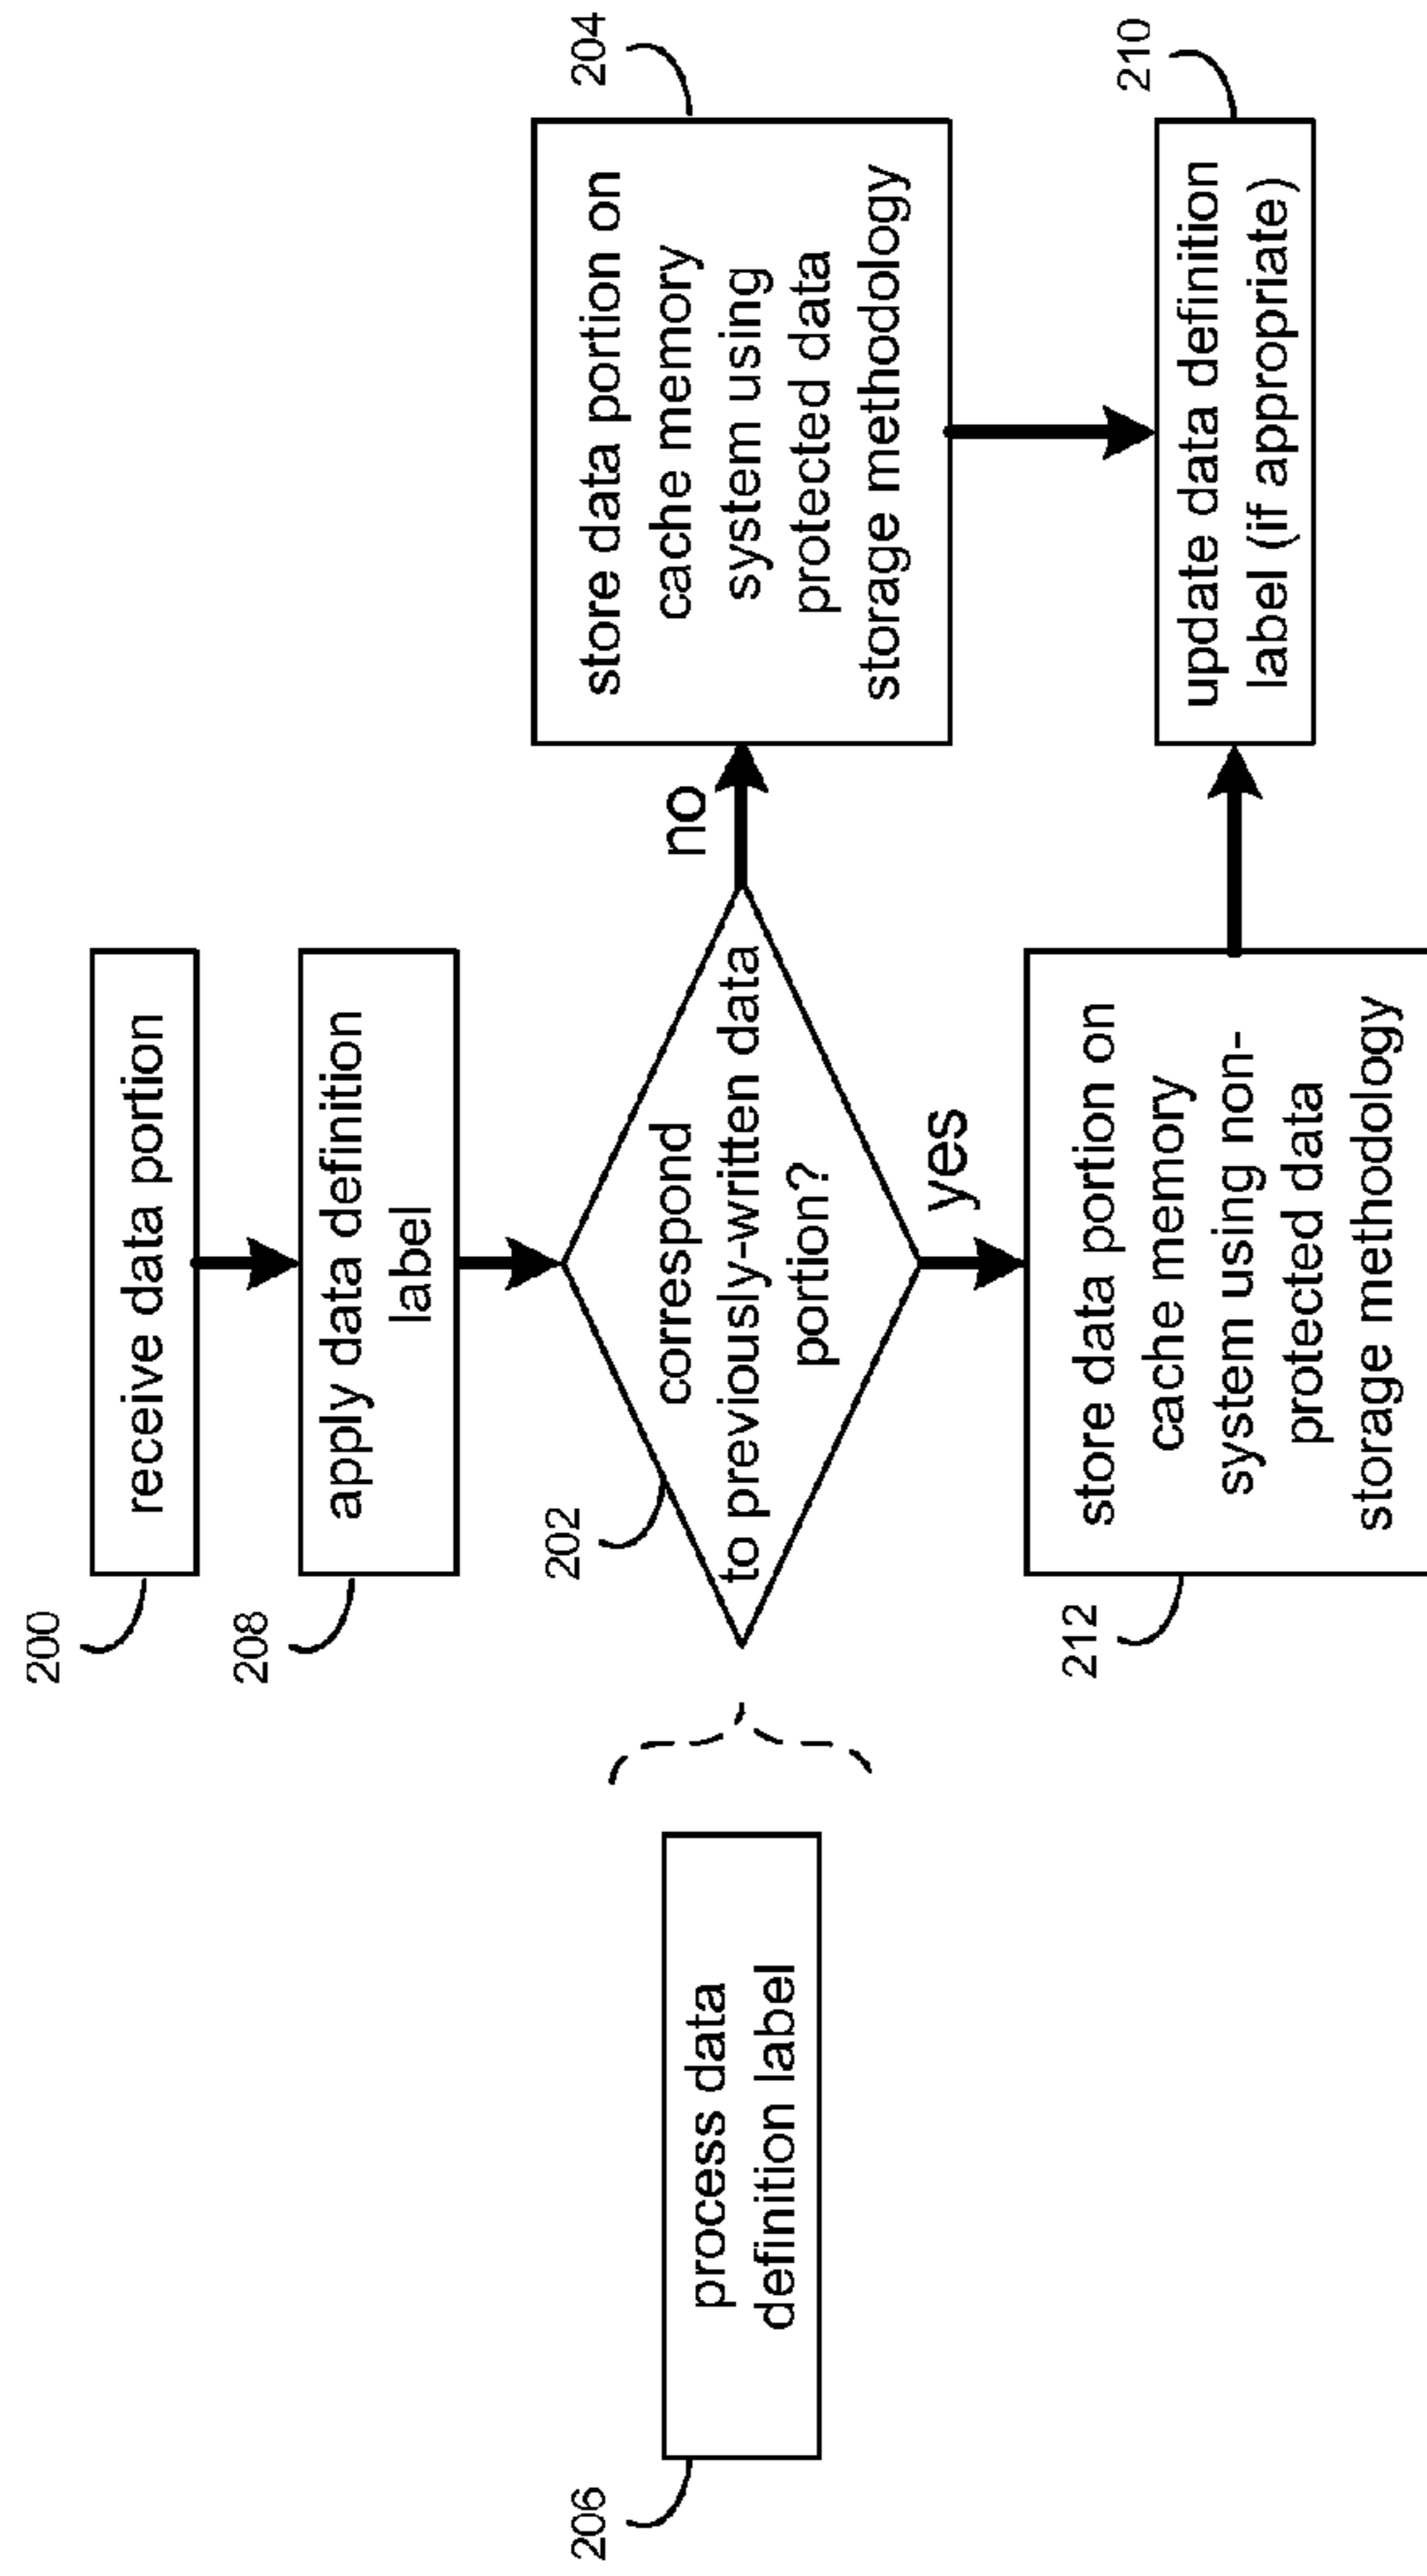 200
receive data portion
208
apply data definition
label
202
correspond
to previously-written data
portion?
no
204
store data portion on
cache memory
system using
protected data
storage methodology
206
process data
definition label
yes
212
store data portion on
cache memory
system using non-
protected data
storage methodology
210
update data definition
label (if appropriate)